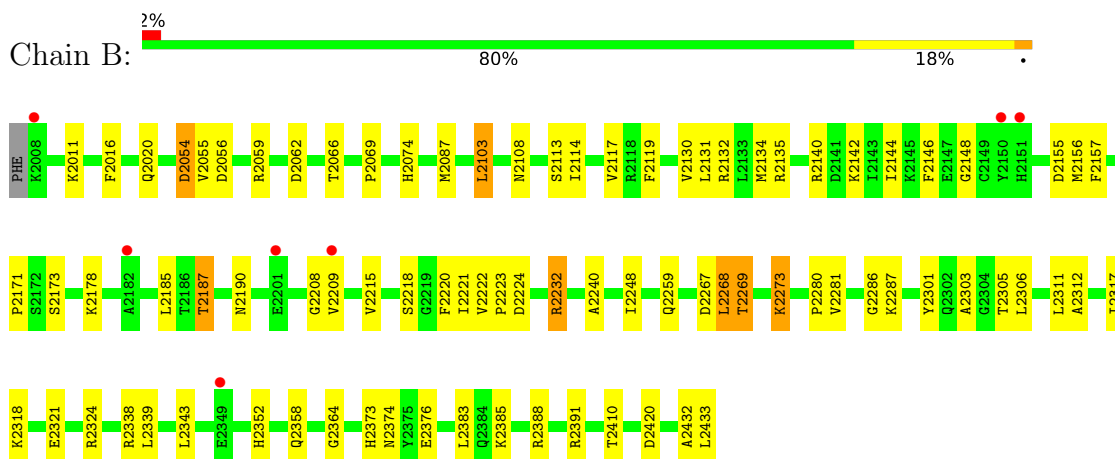 2%
Chain B:
80% 18% •
PHE K2008 K2011 F2016 Q2020 D2054 V2055 D2056 R2059 D2062 T2066 P2069 H2074 M2087 L2103 N2108 S2113 I2114 V2117 R2118 F2119 V2130 L2131 R2132 L2133 M2134 R2135 R2140 D2141 K2142 I2143 I2144 K2145 F2146 E2147 G2148 C2149 Y2150 H2151 D2155 M2156 F2157
P2171 S2172 S2173 K2178 A2182 L2185 T2186 T2187 N2190 E2201 G2208 V2209 V2215 S2218 G2219 F2220 I2221 V2222 P2223 D2224 R2232 A2240 I2248 Q2259 D2267 L2268 T2269 K2273 P2280 V2281 G2286 K2287 Y2301 Q2302 A2303 G2304 T2305 L2306 L2311 A2312 I2317
K2318 E2321 R2324 R2338 L2339 L2343 E2349 H2352 Q2358 G2364 H2373 N2374 Y2375 E2376 L2383 Q2384 K2385 R2388 R2391 T2410 D2420 A2432 L2433